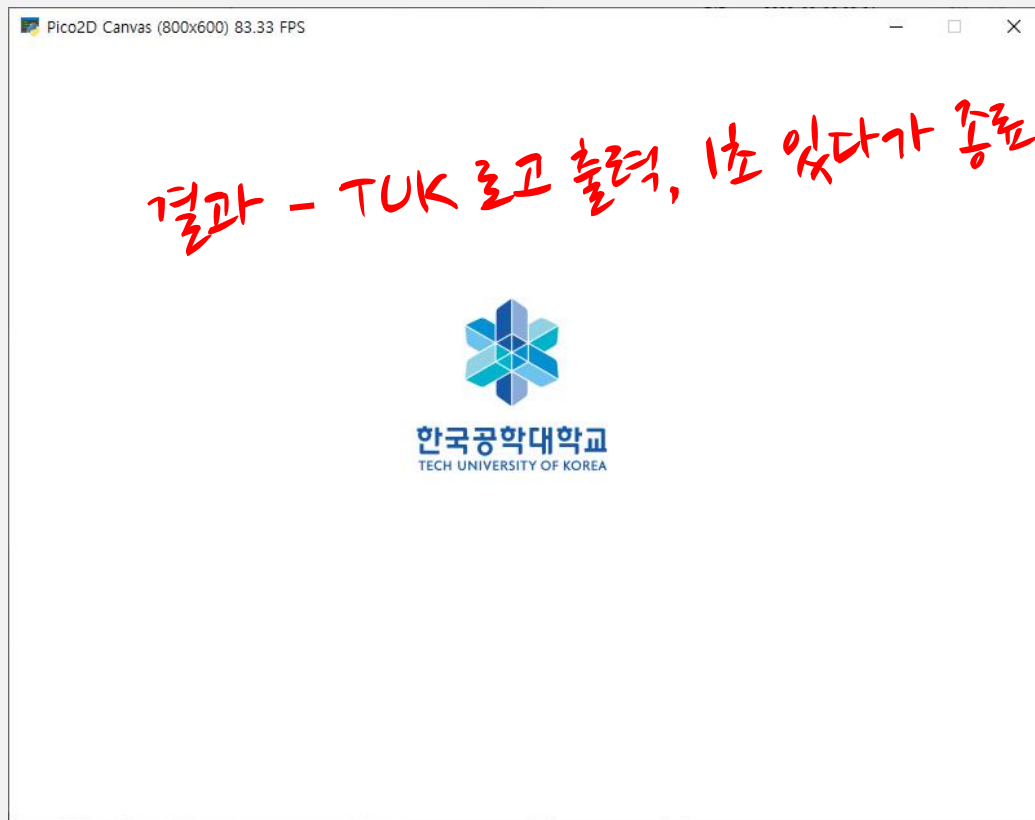 Pico2D Canvas (800x600) 83.33 FPS
결과 - TUK 로고 출력, 1초 있다가 종료
한국공학대학교
TECH UNIVERSITY OF KOREA